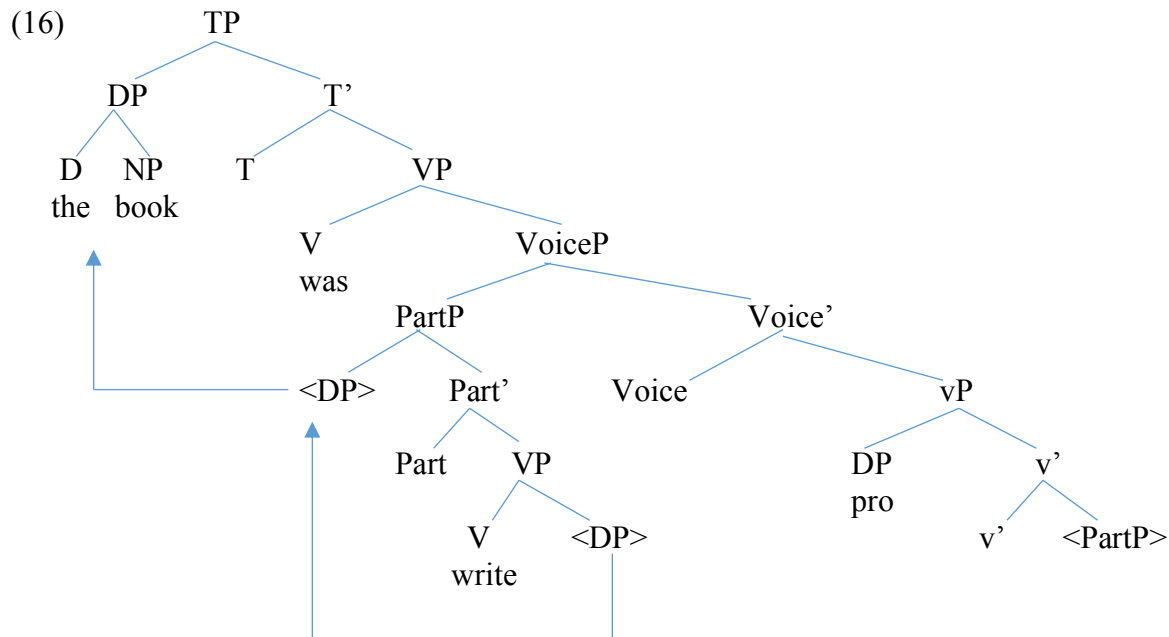 (16) TP
DP T’
D NP T VP
the book
V VoiceP
was
PartP Voice’
<DP> Part’ Voice vP
Part VP DP v’
pro
V <DP> v’ <PartP>
write